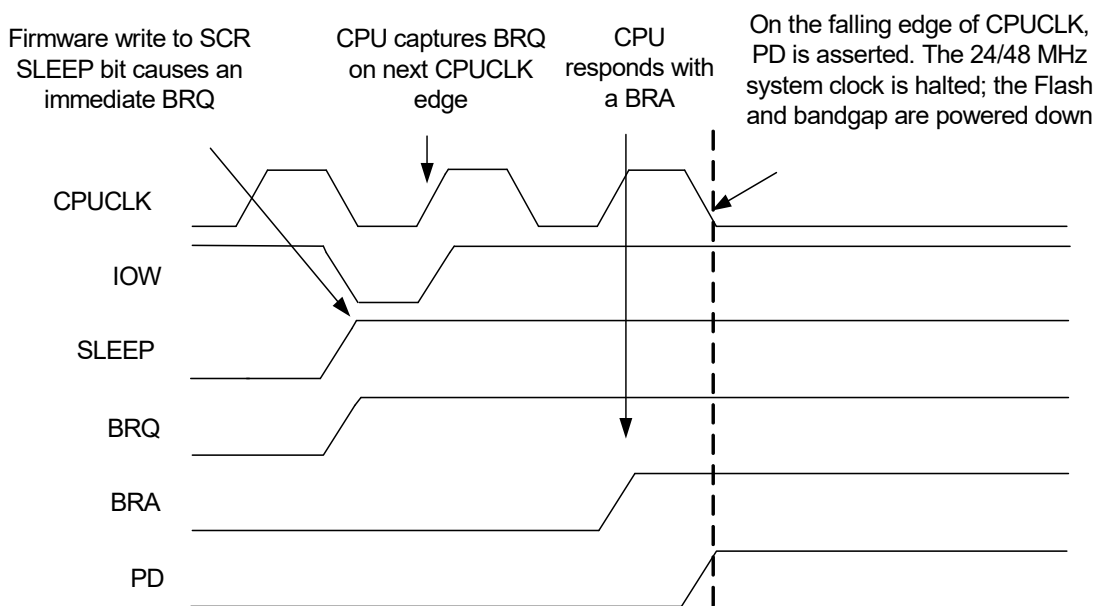 Firmware write to SCR
SLEEP bit causes an
immediate BRQ
CPU captures BRQ
on next CPUCLK
edge
CPU
responds with
a BRA
On the falling edge of CPUCLK,
PD is asserted. The 24/48 MHz
system clock is halted; the Flash
and bandgap are powered down
CPUCLK
IOW
SLEEP
BRQ
BRA
PD